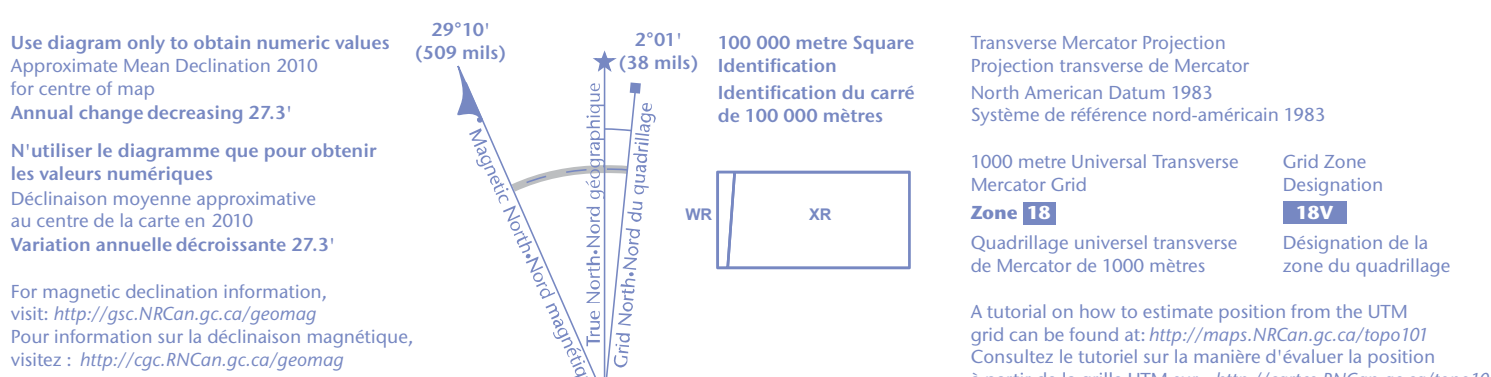 Use diagram only to obtain numeric values
Approximate Mean Declination 2010
for centre of map
Annual change decreasing 27.3'
N'utiliser le diagramme que pour obtenir
les valeurs numériques
Déclinaison moyenne approximative
au centre de la carte en 2010
Variation annuelle décroissante 27.3'
For magnetic declination information,
visit: http://gsc.NRCan.gc.ca/geomag
Pour information sur la déclinaison magnétique,
visitez : http://cgc.RNCan.gc.ca/geomag
29°10'
(509 mils)
2°01'
(38 mils)
Magnetic North•Nord
True North•Nord géographique
Grid North•Nord du quadrillage
100 000 metre Square
Identification
Identification du carré
de 100 000 mètres
WR
XR
Transverse Mercator Projection
Projection transverse de Mercator
North American Datum 1983
Système de référence nord-américain 1983
1000 metre Universal Transverse
Mercator Grid
Zone 18
Quadrillage universel transverse
de Mercator de 1000 mètres
Grid Zone
Designation
18V
Désignation de la
zone du quadrillage
A tutorial on how to estimate position from the UTM
grid can be found at: http://maps.NRCan.gc.ca/topo101
Consultez le tutoriel sur la manière d'évaluer la position